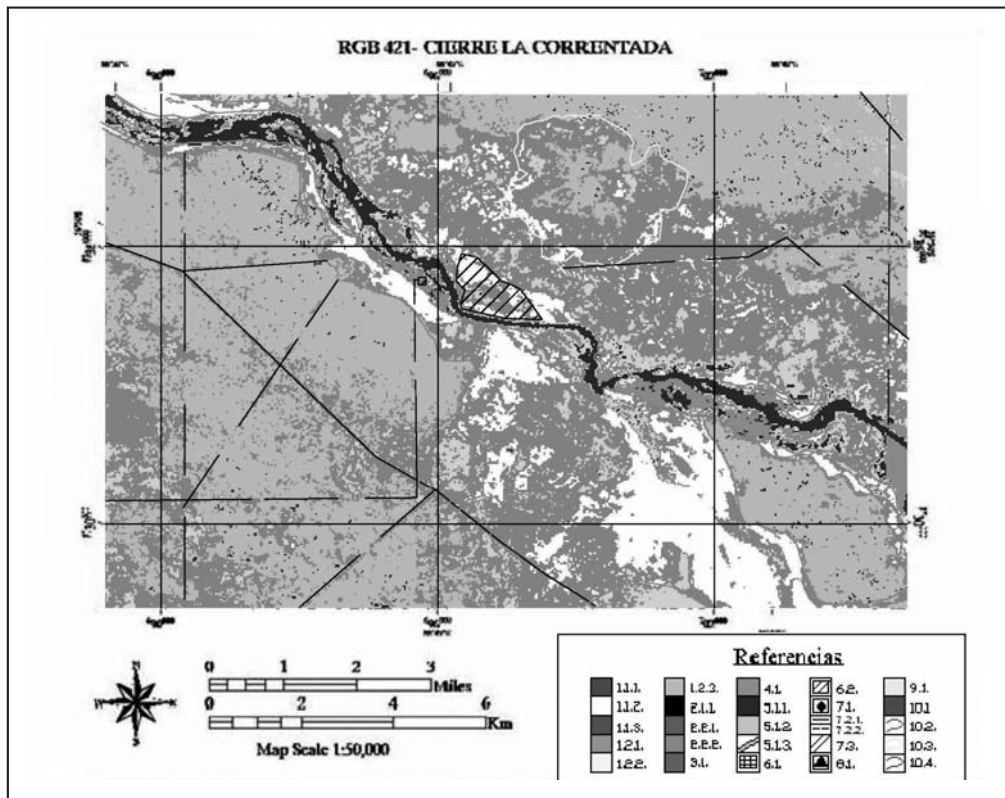 RGB 421- CIERRE LA CORRENTADA
0 1 2 3
Miles
0 2 4 6
Km
Map Scale 1:50,000
N
W E
S
Referencias
1.1.1. 1.2.3. 4.1. 6.2. 9.1.
1.1.2. 2.1.1. 5.1.1. 7.1. 10.1
1.1.3. 2.2.1. 5.1.2. 7.2.1. 7.2.2. 10.2.
1.2.1. 2.2.2. 5.1.3. 7.3. 10.3.
1.2.2. 3.1. 6.1. 8.1. 10.4.